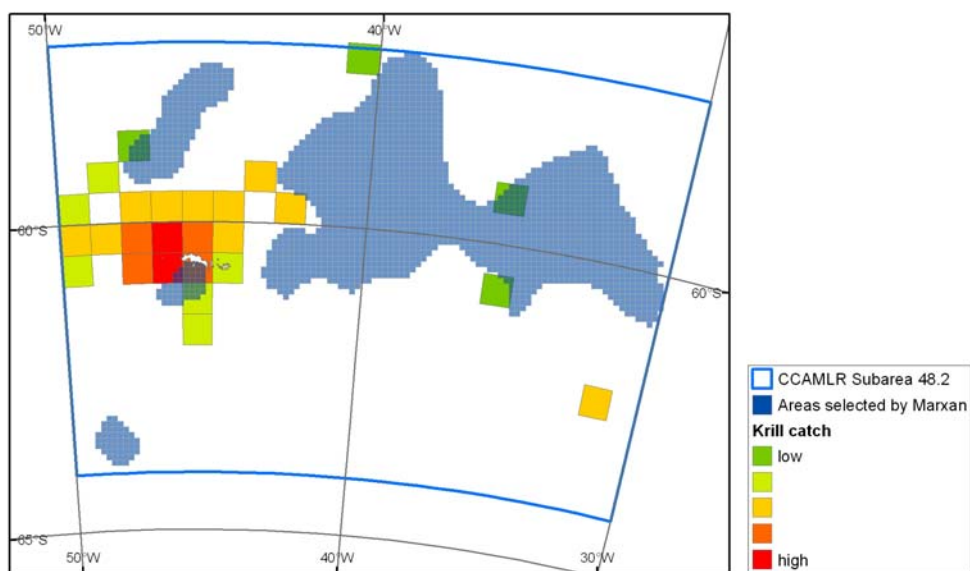 50°W
40°W
60°S
60°S
65°S
50°W
40°W
30°W
CCAMLR Subarea 48.2
Areas selected by Marxan
Krill catch
low
high